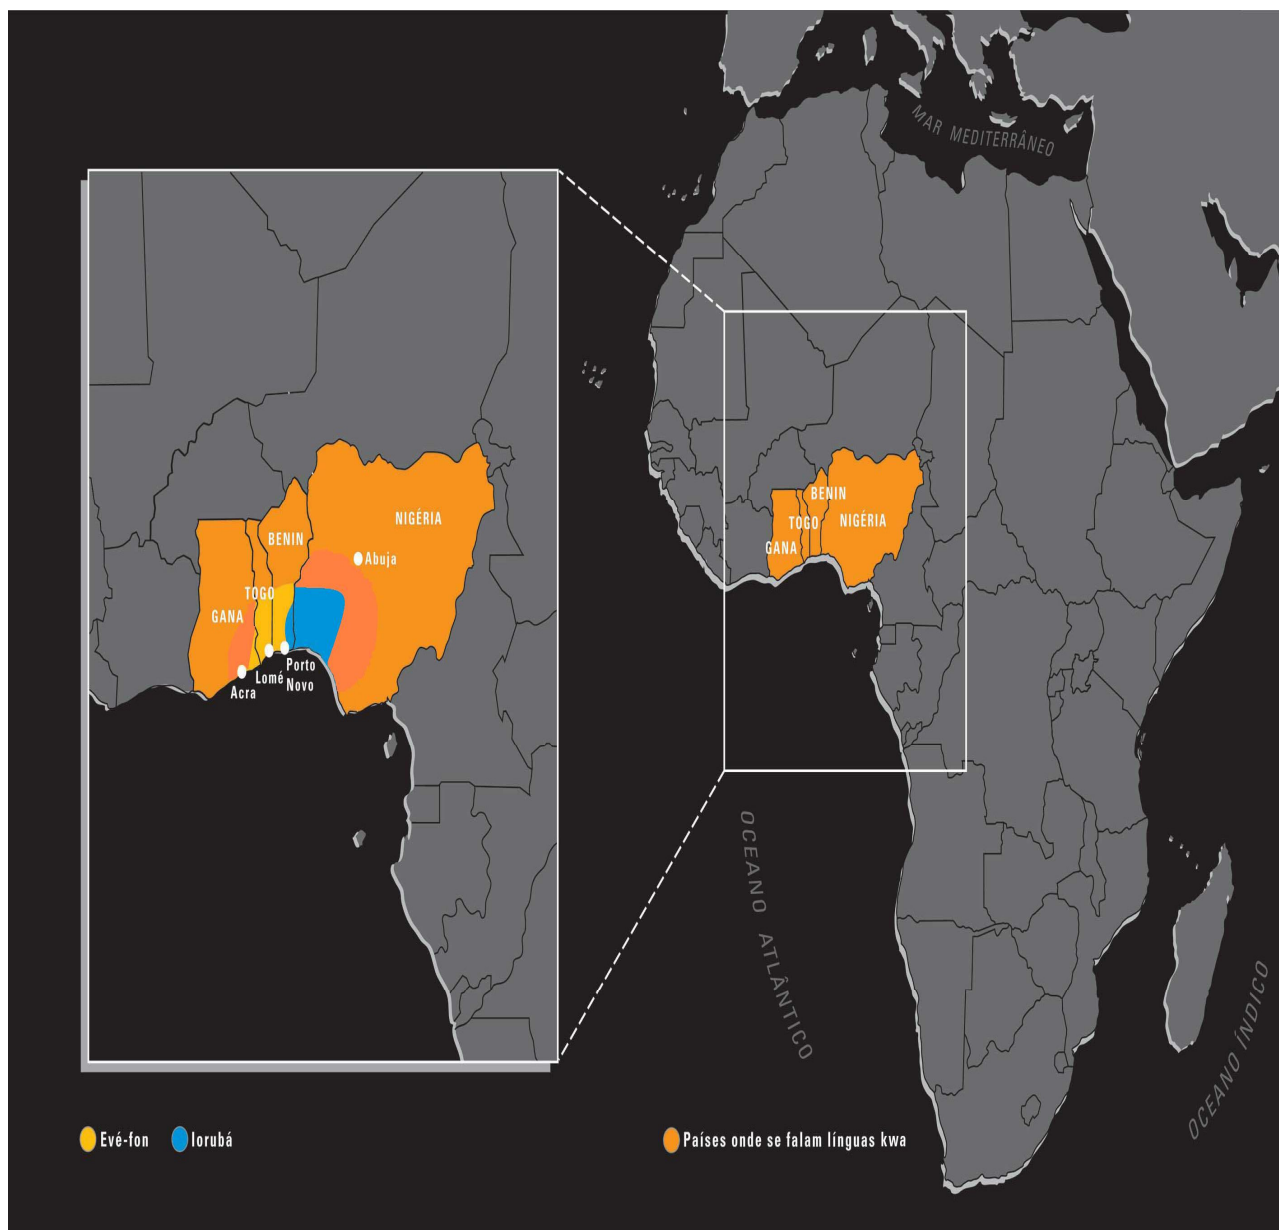 MAR MEDITERRÂNEO
BENIN
NIGÉRIA
TOGO
GANA
NIGÉRIA
BENIN
Abuja
TOGO
GANA
Porto
Novo
Lomé
Acra
OCEANO ATLÂNTICO
OCEANO ÍNDICO
Evé-fon
Iorubá
Países onde se falam línguas kwa